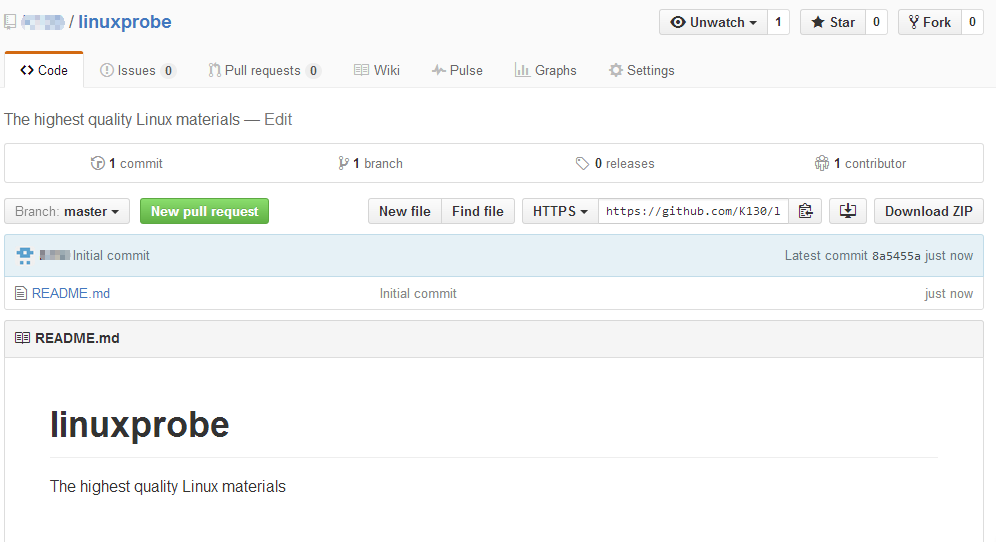 / linuxprobe Unwatch 1 Star 0 Fork 0
Code Issues 0 Pull requests 0 Wiki Pulse Graphs Settings
The highest quality Linux materials — Edit
1 commit 1 branch 0 releases 1 contributor
Branch: master New pull request New file Find file HTTPS https://github.com/K130/l Download ZIP
Initial commit Latest commit 8a5455a just now
README.md Initial commit just now
README.md
linuxprobe
The highest quality Linux materials